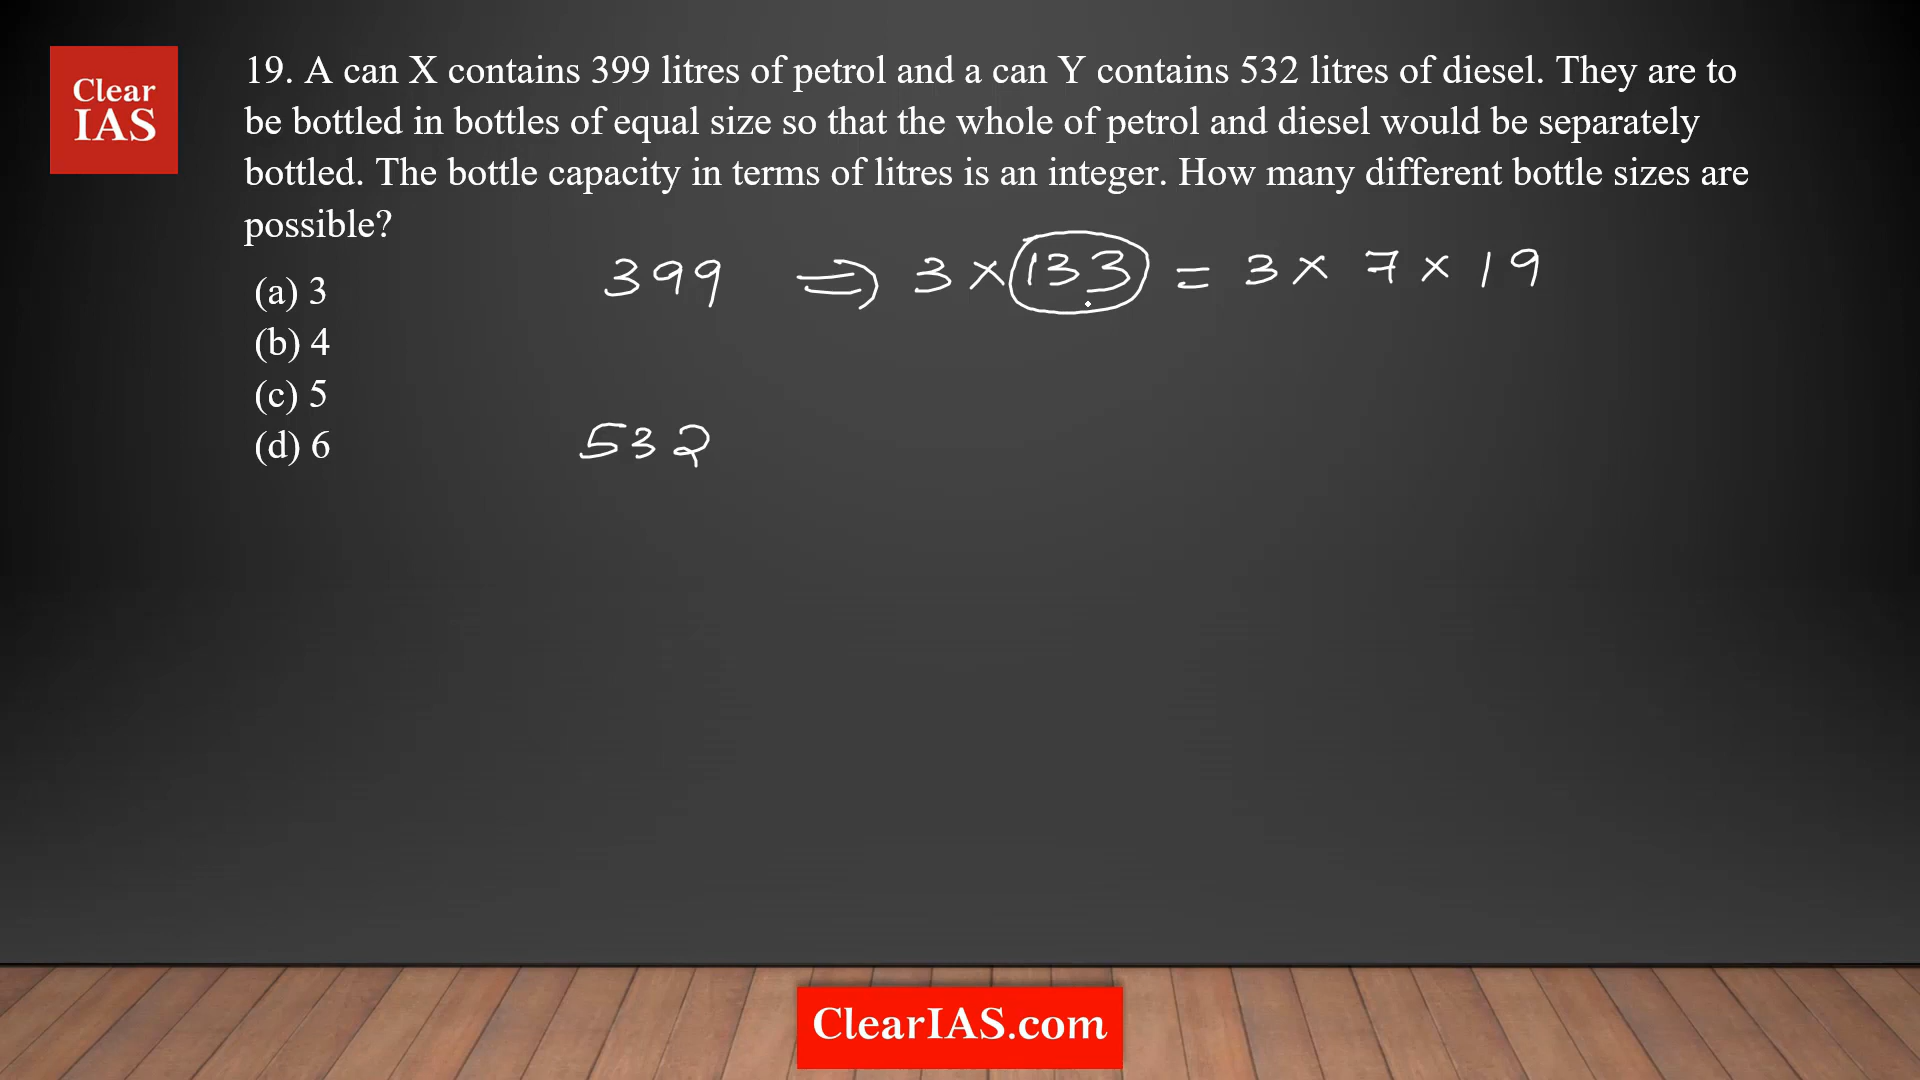 Clear
IAS
19. A can X contains 399 litres of petrol and a can Y contains 532 litres of diesel. They are to
be bottled in bottles of equal size so that the whole of petrol and diesel would be separately
bottled. The bottle capacity in terms of litres is an integer. How many different bottle sizes are
possible?
399 ⇒ 3 × 133 = 3 × 7 × 19
(a) 3
(b) 4
(c) 5
(d) 6
532
ClearIAS.com